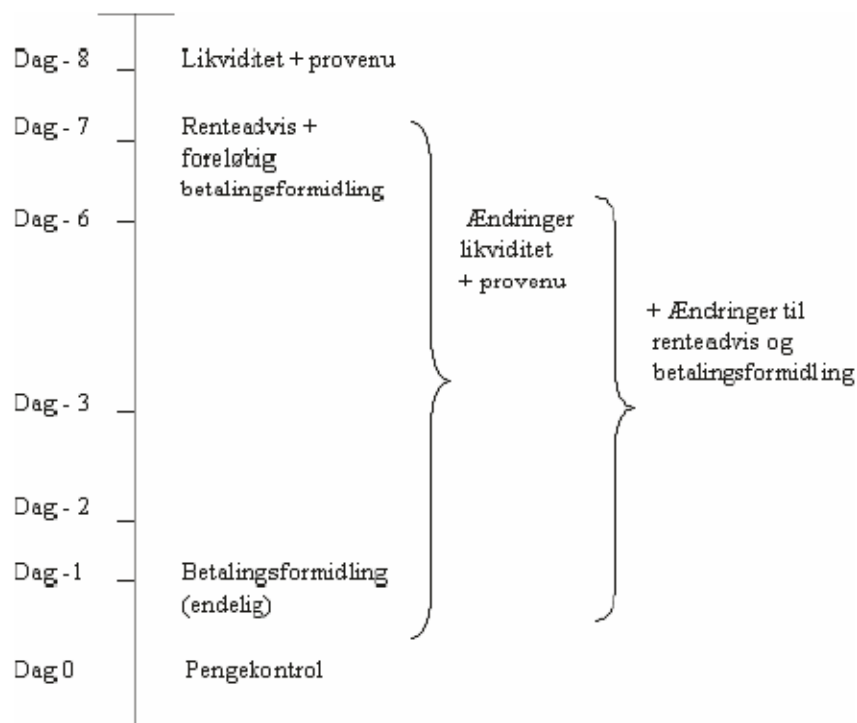 Dag - 8 Likviditet + provenu
Dag - 7 Renteadvis +
foreløbig
betalingsformidling
Dag - 6
Ændringer
likviditet
+ provenu
+ Ændringer til
renteadvis og
betalingsformidling
Dag - 3
Dag - 2
Dag -1 Betalingsformidling
(endelig)
Dag 0 Pengekontrol